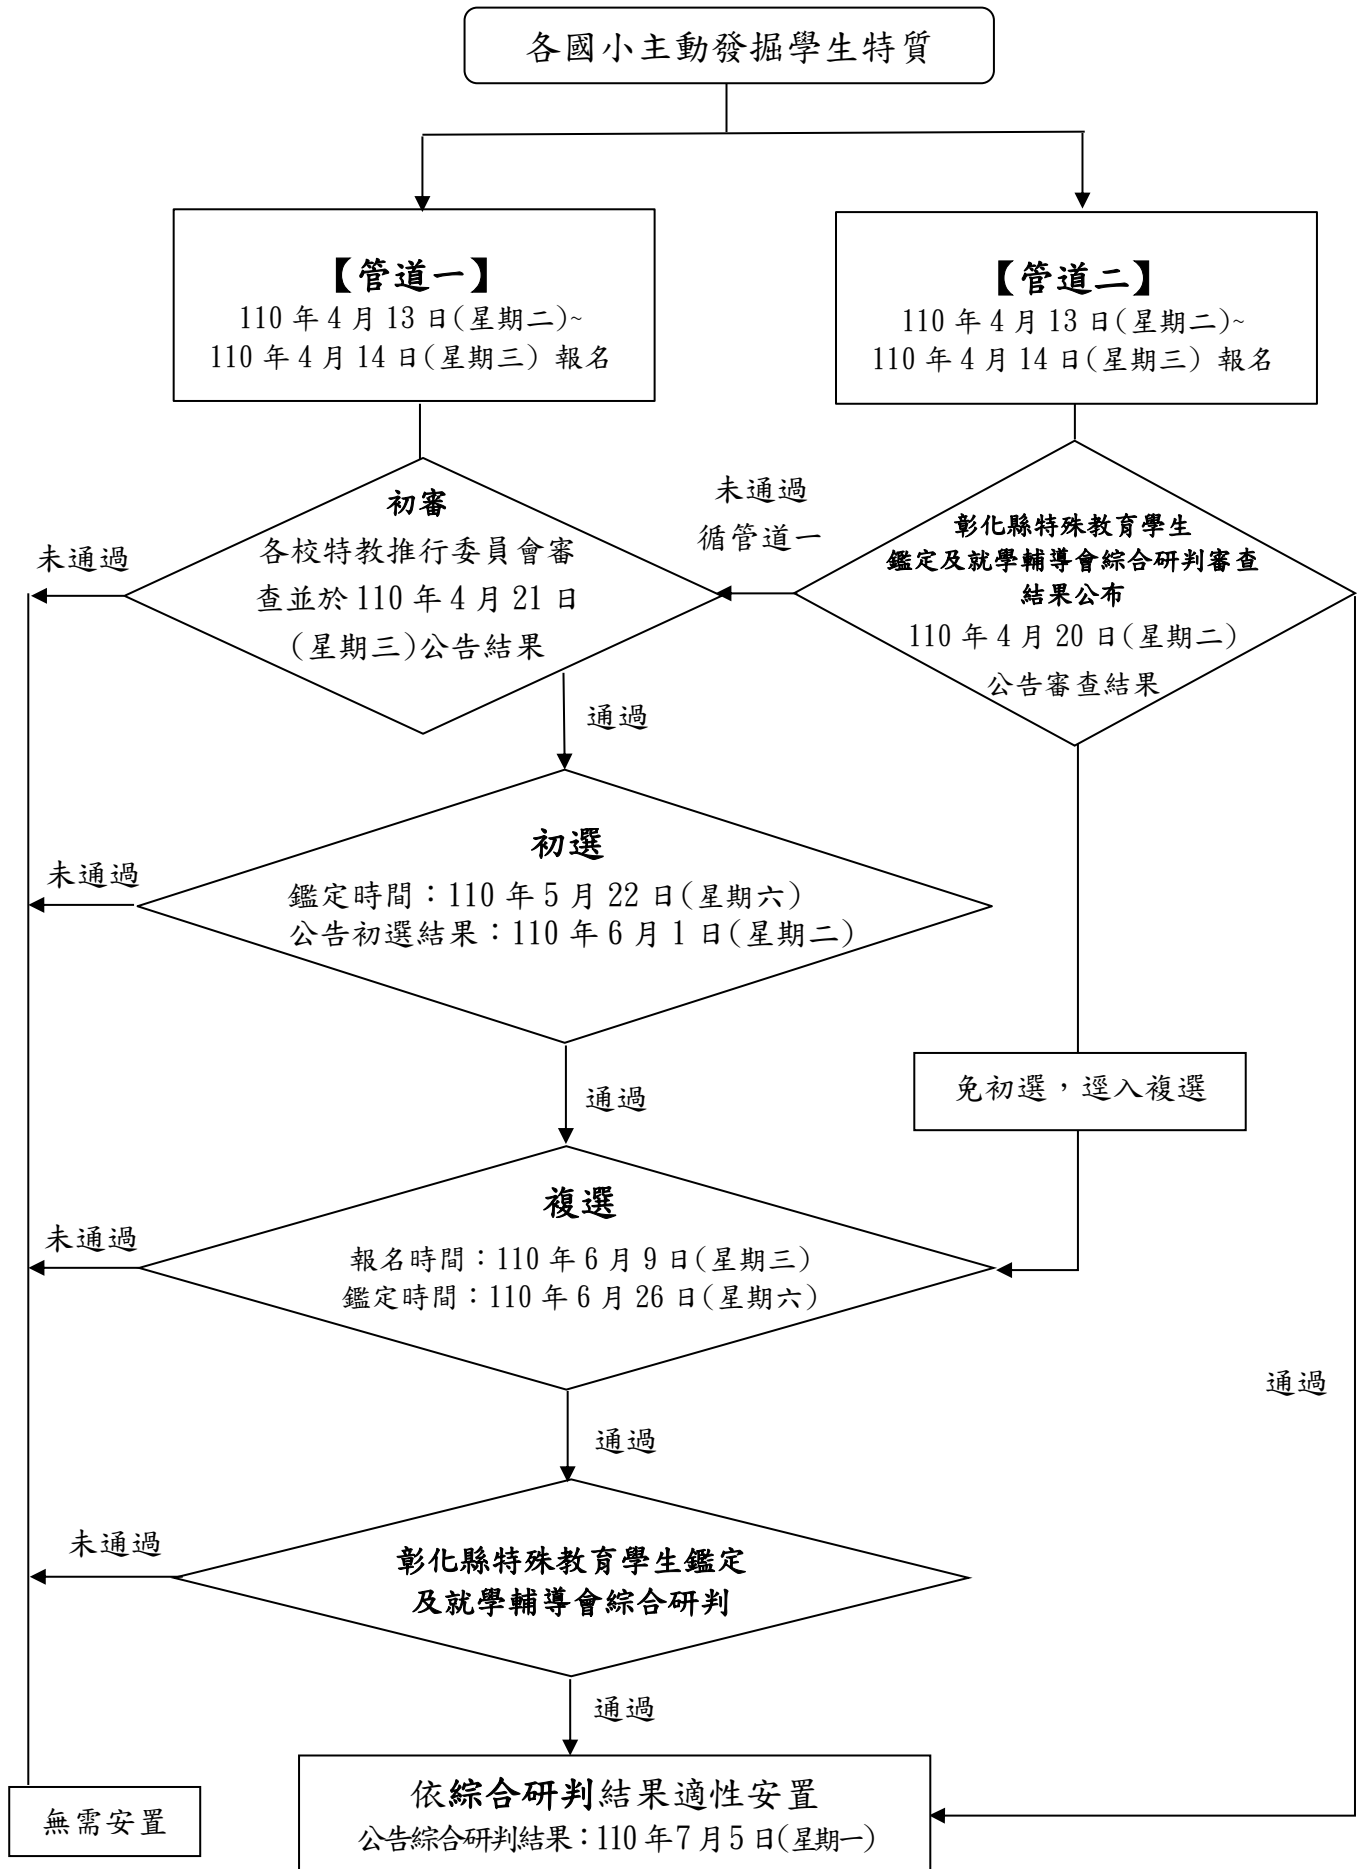 各國小主動發掘學生特質
【管道一】
110 年 4 月 13 日(星期二)~
110 年 4 月 14 日(星期三) 報名
【管道二】
110 年 4 月 13 日(星期二)~
110 年 4 月 14 日(星期三) 報名
初審
各校特教推行委員會審
查並於 110 年 4 月 21 日
(星期三)公告結果
未通過
未通過
循管道一
彰化縣特殊教育學生
鑑定及就學輔導會綜合研判審查
結果公布
110 年 4 月 20 日(星期二)
公告審查結果
通過
初選
鑑定時間：110 年 5 月 22 日(星期六)
公告初選結果：110 年 6 月 1 日(星期二)
未通過
通過
免初選，逕入複選
複選
報名時間：110 年 6 月 9 日(星期三)
鑑定時間：110 年 6 月 26 日(星期六)
未通過
通過
通過
彰化縣特殊教育學生鑑定
及就學輔導會綜合研判
未通過
通過
無需安置
依綜合研判結果適性安置
公告綜合研判結果：110 年 7 月 5 日(星期一)